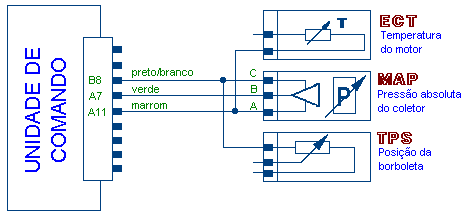 UNIDADE DE
COMANDO
B8
A7
A11
preto/branco
verde
marrom
C
B
A
T
ECT
Temperatura
do motor
P
MAP
Pressão absoluta
do coletor
TPS
Posição da
borboleta